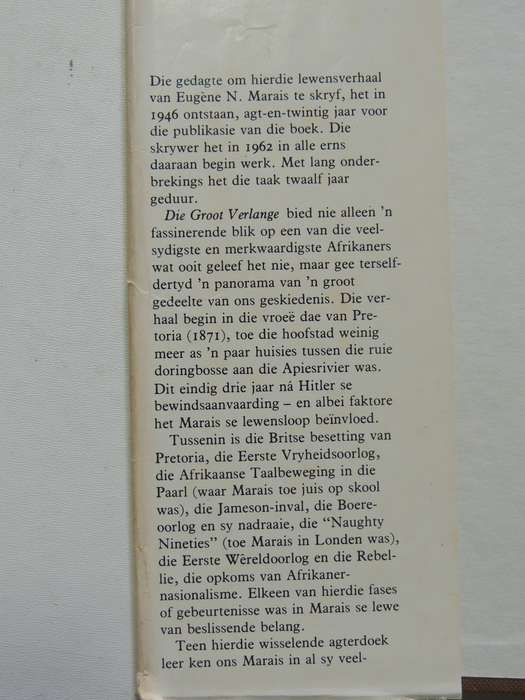 Die gedagte om hierdie lewensverhaal
van Eugène N. Marais te skryf, het in
1946 ontstaan, agt-en-twintig jaar voor
die publikasie van die boek. Die
skrywer het in 1962 in alle erns
daaraan begin werk. Met lang onder-
brekings het die taak twaalf jaar
geduur.
Die Groot Verlange bied nie alleen 'n
fassinerende blik op een van die veel-
sydigste en merkwaardigste Afrikaners
wat ooit geleef het nie, maar gee terself-
dertyd 'n panorama van 'n groot
gedeelte van ons geskiedenis. Die ver-
haal begin in die vroeë dae van Pre-
toria (1871), toe die hoofstad weinig
meer as 'n paar huisies tussen die ruie
doringbosse aan die Apiesrivier was.
Dit eindig drie jaar ná Hitler se
bewindsaanvaarding – en albei faktore
het Marais se lewensloop beïnvloed.
Tussenin is die Britse besetting van
Pretoria, die Eerste Vryheidsoorlog,
die Afrikaanse Taalbeweging in die
Paarl (waar Marais toe juis op skool
was), die Jameson-inval, die Boere-
oorlog en sy nadraaie, die "Naughty
Nineties" (toe Marais in Londen was),
die Eerste Wêreldoorlog en die Rebel-
lie, die opkoms van Afrikaner-
nasionalisme. Elkeen van hierdie fases
of gebeurtenisse was in Marais se lewe
van beslissende belang.
Teen hierdie wisselende agterdoek
leer ken ons Marais in al sy veel-